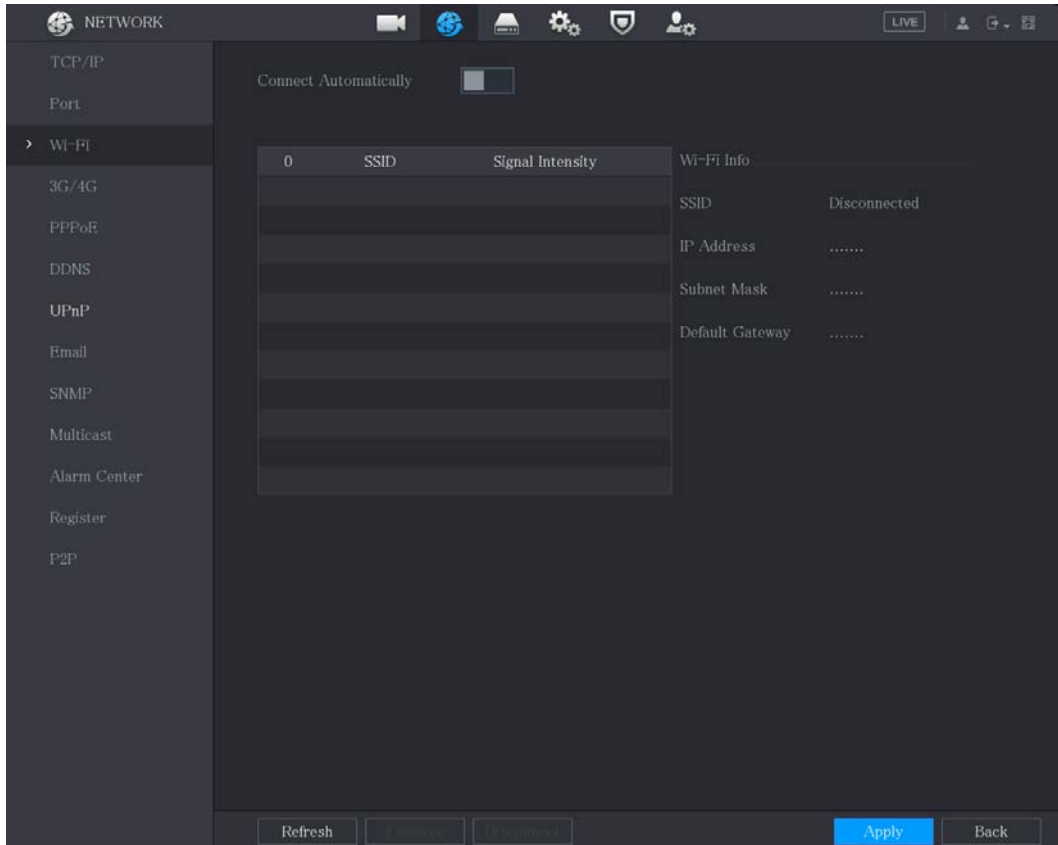 NETWORK
LIVE
TCP/IP
Port
Wi-Fi
3G/4G
PPPoE
DDNS
UPnP
Email
SNMP
Multicast
Alarm Center
Register
P2P
Connect Automatically
0 SSID Signal Intensity
Wi-Fi Info
SSID Disconnected
IP Address .......
Subnet Mask .......
Default Gateway .......
Refresh Connect Disconnect Apply Back